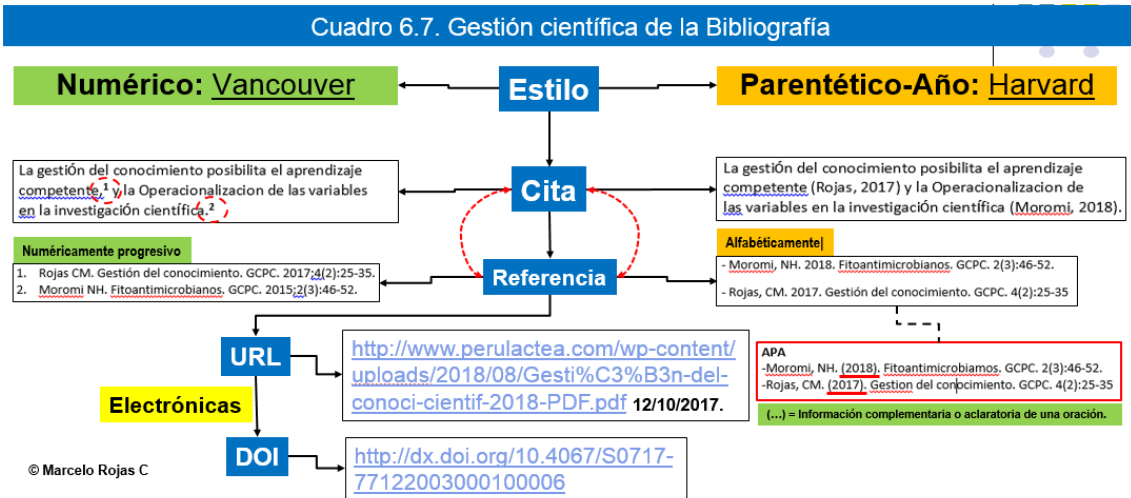 Cuadro 6.7. Gestión científica de la Bibliografía
Numérico: Vancouver
Estilo
Parentético-Año: Harvard
La gestiÓn del conocimiento posibilita el aprendizaje
competente,¹ y la Operacionalizacion de las variables
en la investigaciÓn científica.²
Cita
La gestiÓn del conocimiento posibilita el aprendizaje
competente (Rojas, 2017) y la Operacionalizacion de
las variables en la investigaciÓn científica (Moromi, 2018).
Numéricamente progresivo
1. Rojas CM. Gestión del conocimiento. GCPC. 2017;4(2):25-35.
2. Moromi NH. Fitoantimicrobianos. GCPC. 2015;2(3):46-52.
Referencia
Alfabéticamente
- Moromi, NH. 2018. Fitoantimicrobianos. GCPC. 2(3):46-52.
- Rojas, CM. 2017. Gestión del conocimiento. GCPC. 4(2):25-35
URL
http://www.perulactea.com/wp-content/
uploads/2018/08/Gesti%C3%B3n-del-
conoci-cientif-2018-PDF.pdf 12/10/2017.
APA
-Moromi, NH. (2018). Fitoantimicrobiamos. GCPC. 2(3):46-52.
-Rojas, CM. (2017). Gestion del conocimiento. GCPC. 4(2):25-35
Electrónicas
(...) = Información complementaria o aclaratoria de una oración.
DOI
http://dx.doi.org/10.4067/S0717-
77122003000100006
© Marcelo Rojas C